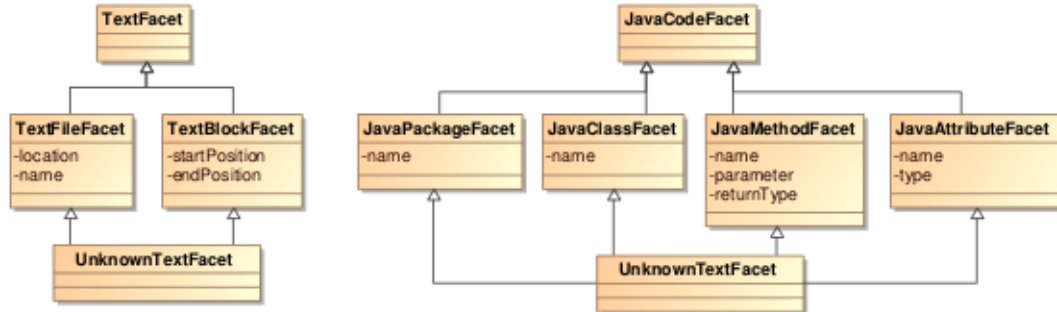 TextFacet
JavaCodeFacet
TextFileFacet
-location
-name
TextBlockFacet
-startPosition
-endPosition
JavaPackageFacet
-name
JavaClassFacet
-name
JavaMethodFacet
-name
-parameter
-returnType
JavaAttributeFacet
-name
-type
UnknownTextFacet
UnknownTextFacet